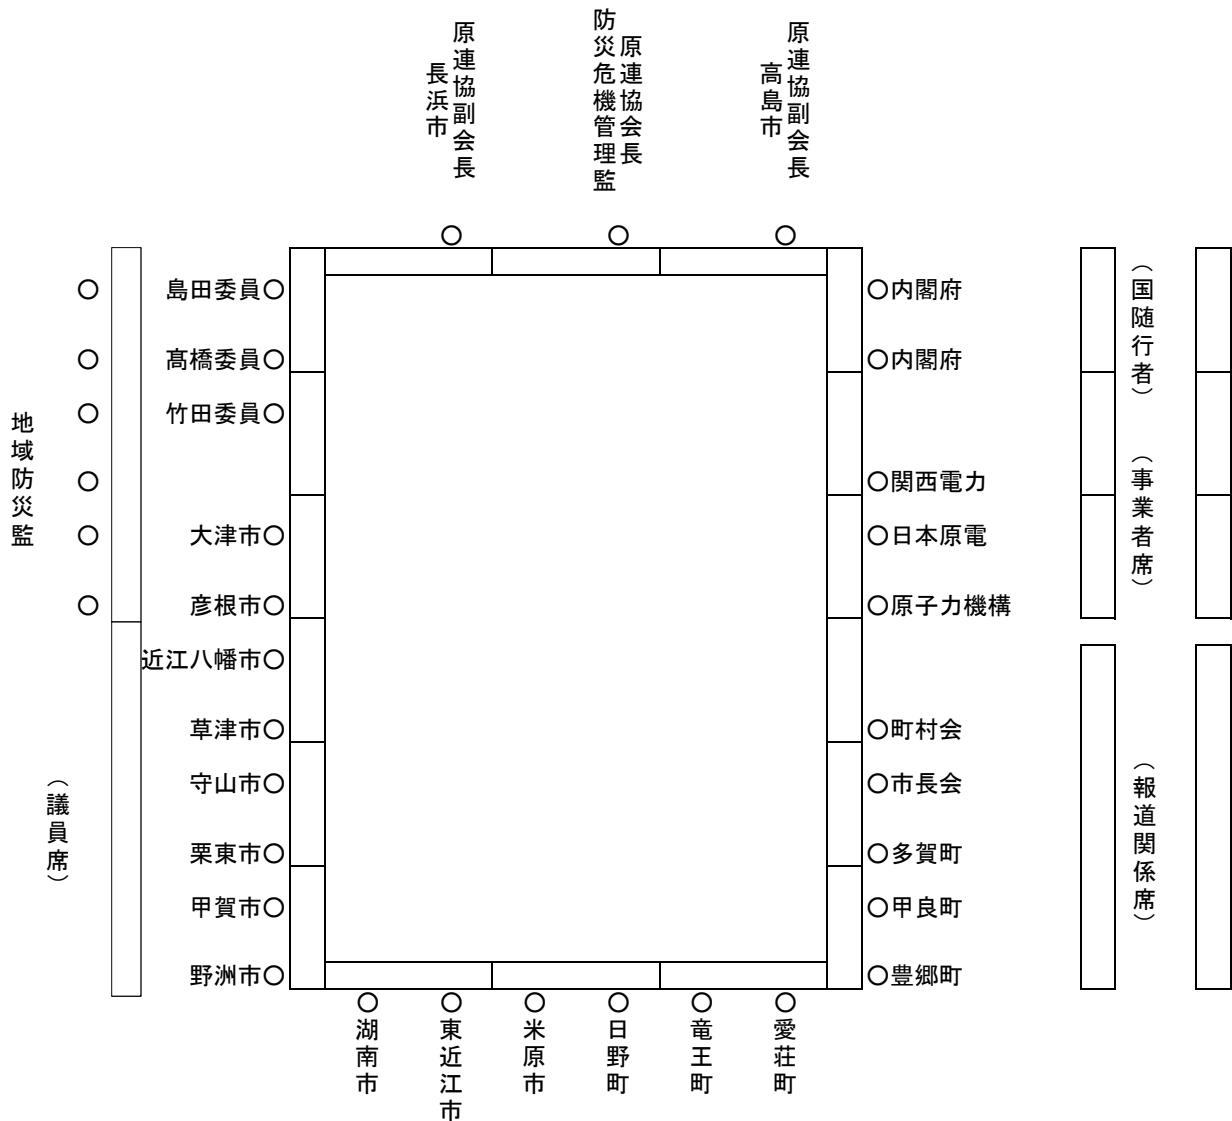 原連協副会長
長浜市
原連協会長
防災危機管理監
原連協副会長
高島市
島田委員
髙橋委員
竹田委員
大津市
彦根市
近江八幡市
草津市
守山市
栗東市
甲賀市
野洲市
内閣府
内閣府
関西電力
日本原電
原子力機構
町村会
市長会
多賀町
甲良町
豊郷町
湖南市
東近江市
米原市
日野町
竜王町
愛荘町
地域防災監
（議員席）
（国随行者）
（事業者席）
（報道関係席）